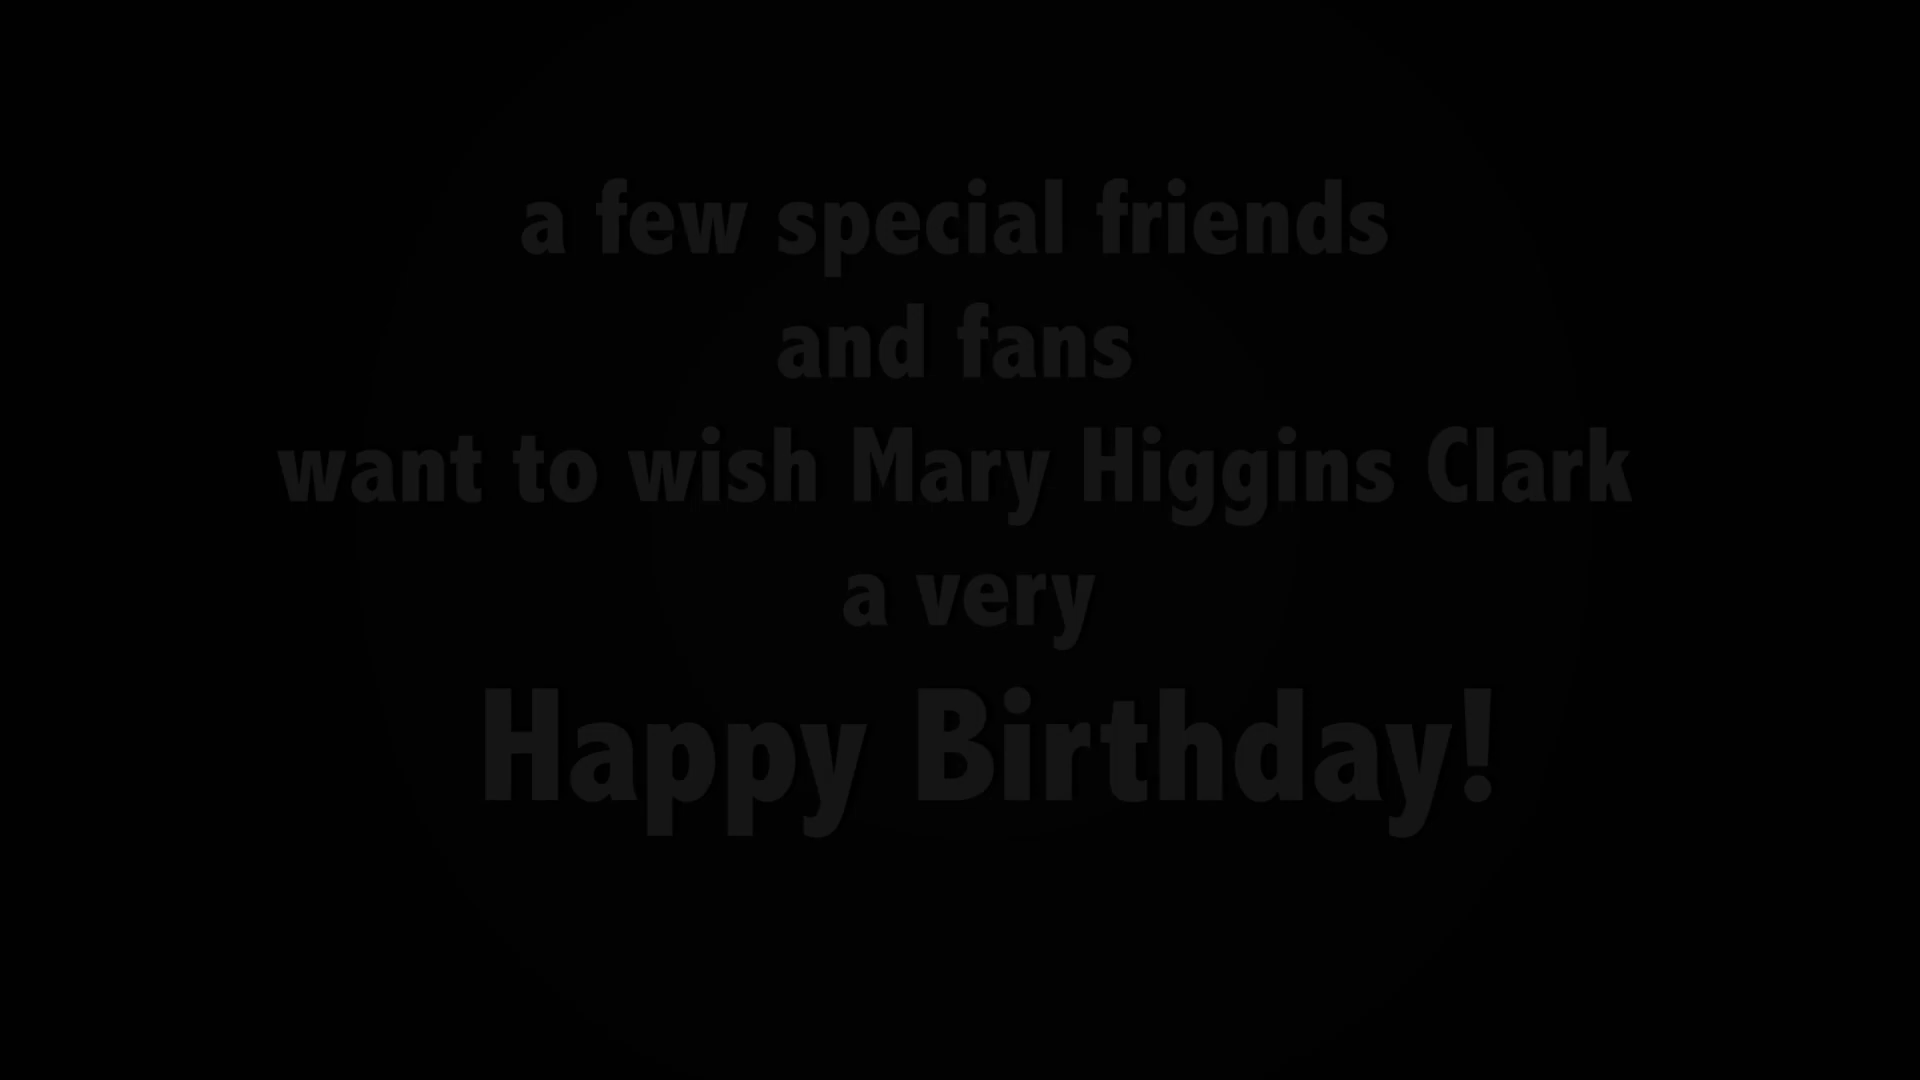 a few special friends
and fans
want to wish Mary Higgins Clark
a very
Happy Birthday!